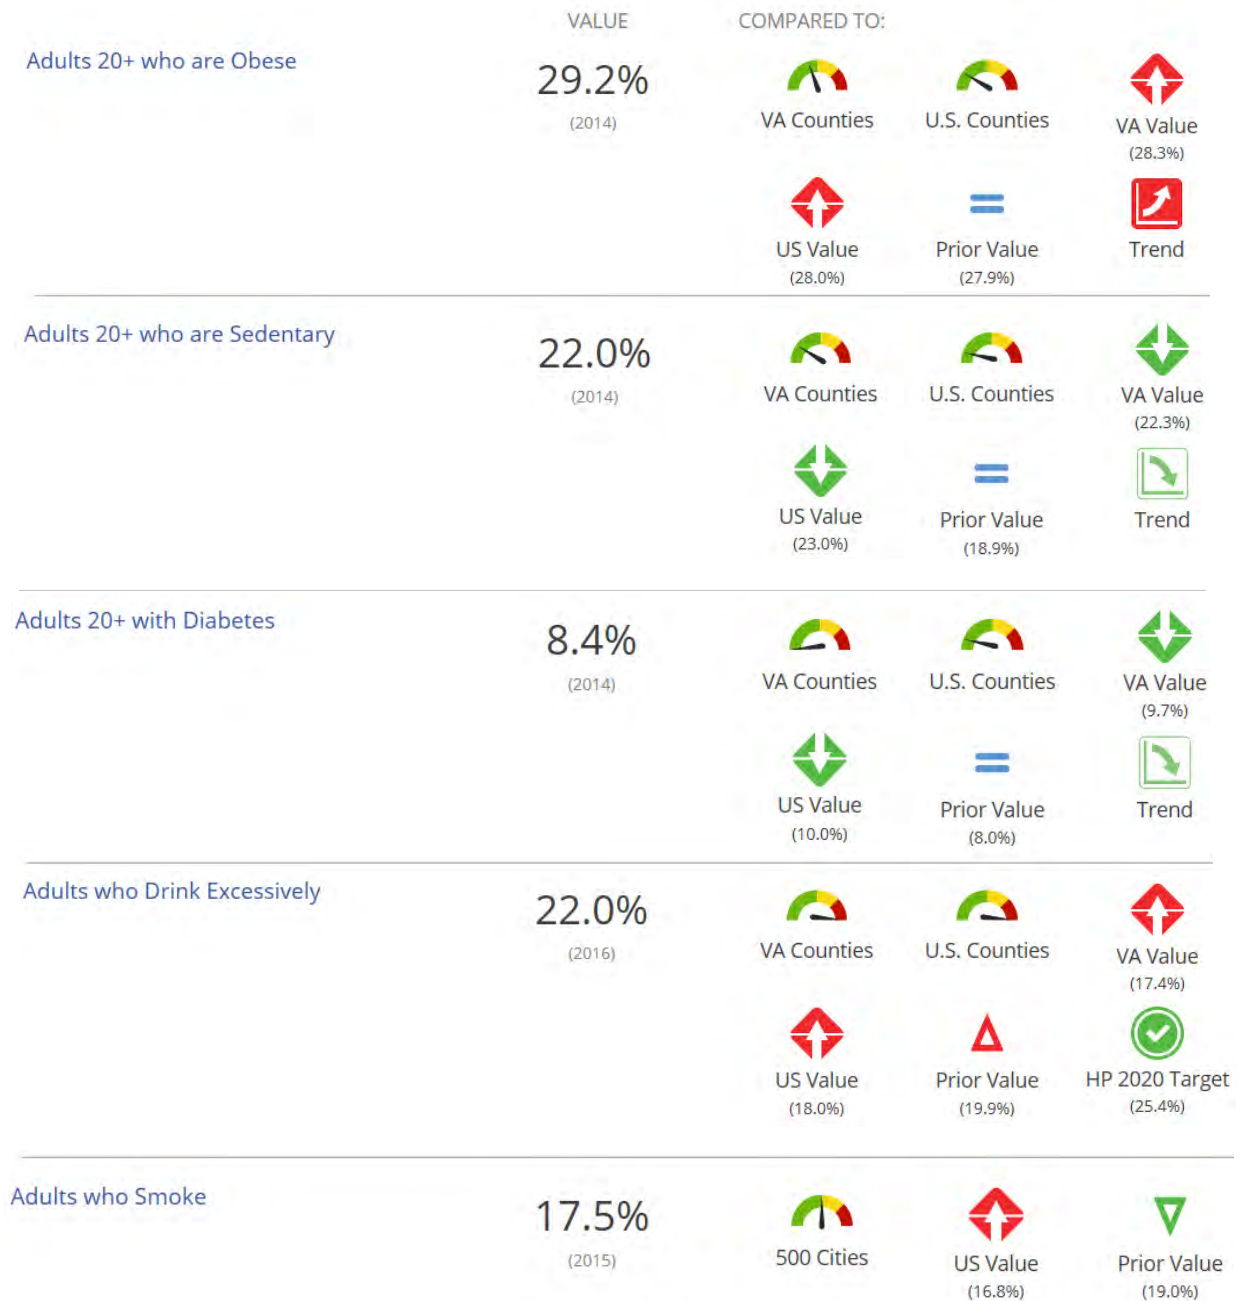 VALUE COMPARED TO:
Adults 20+ who are Obese
29.2%
(2014)
VA Counties U.S. Counties VA Value
(28.3%)
US Value Prior Value Trend
(28.0%) (27.9%)
Adults 20+ who are Sedentary
22.0%
(2014)
VA Counties U.S. Counties VA Value
(22.3%)
US Value Prior Value Trend
(23.0%) (18.9%)
Adults 20+ with Diabetes
8.4%
(2014)
VA Counties U.S. Counties VA Value
(9.7%)
US Value Prior Value Trend
(10.0%) (8.0%)
Adults who Drink Excessively
22.0%
(2016)
VA Counties U.S. Counties VA Value
(17.4%)
US Value Prior Value HP 2020 Target
(18.0%) (19.9%) (25.4%)
Adults who Smoke
17.5%
(2015)
500 Cities US Value Prior Value
(16.8%) (19.0%)